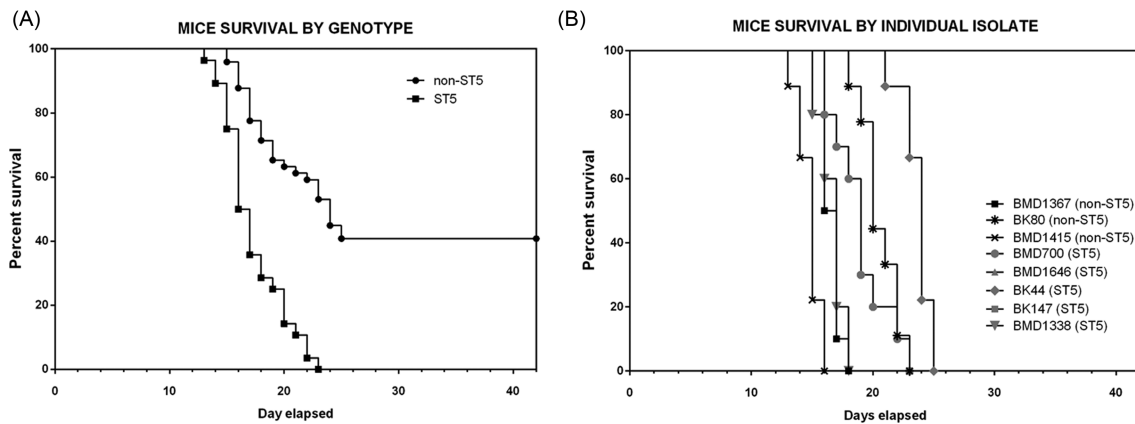 (A)
MICE SURVIVAL BY GENOTYPE
Percent survival
100
80
60
40
20
0
0 10 20 30 40
Day elapsed
non-ST5
ST5
(B)
MICE SURVIVAL BY INDIVIDUAL ISOLATE
Percent survival
100
80
60
40
20
0
0 10 20 30 40
Days elapsed
BMD1367 (non-ST5)
BK80 (non-ST5)
BMD1415 (non-ST5)
BMD700 (ST5)
BMD1646 (ST5)
BK44 (ST5)
BK147 (ST5)
BMD1338 (ST5)